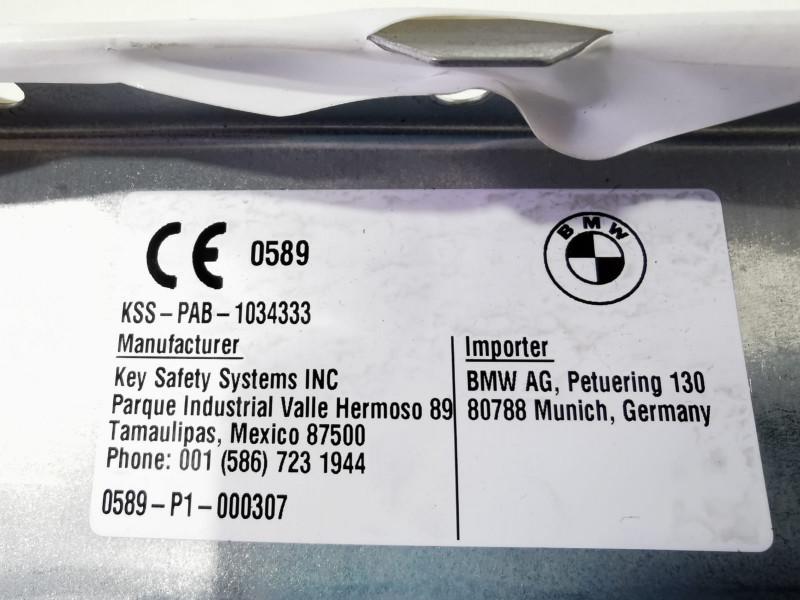 CE 0589
BMW
KSS-PAB-1034333
Manufacturer
Key Safety Systems INC
Parque Industrial Valle Hermoso 89
Tamaulipas, Mexico 87500
Phone: 001 (586) 723 1944
0589-P1-000307
Importer
BMW AG, Petuering 130
80788 Munich, Germany